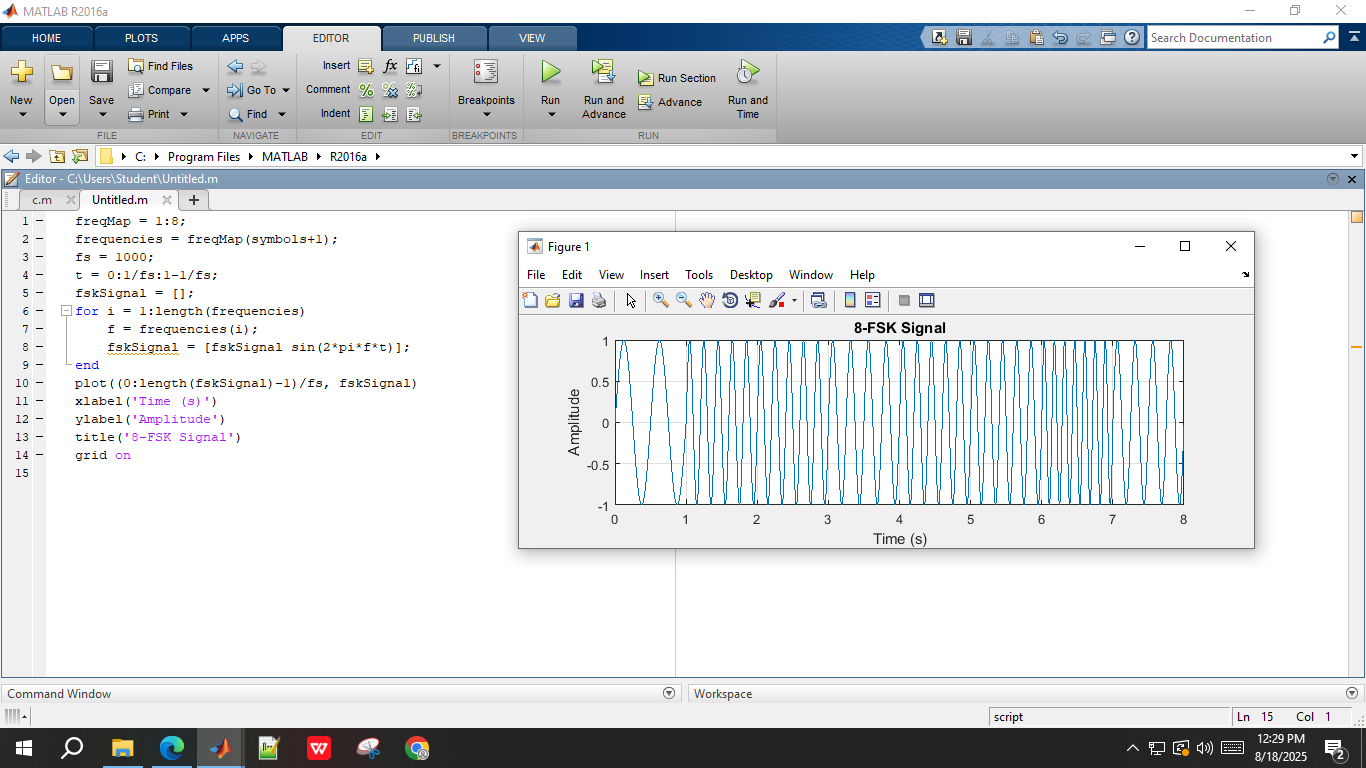 MATLAB R2016a
HOME PLOTS APPS EDITOR PUBLISH VIEW
Search Documentation
New Open Save
Find Files
Compare
Print
FILE
Go To
Find
NAVIGATE
Insert fx
Comment
Indent
EDIT
Breakpoints
BREAKPOINTS
Run
Run and Advance
Run Section
Advance
Run and Time
RUN
C: Program Files MATLAB R2016a
Editor - C:\Users\Student\Untitled.m
c.m Untitled.m
1 freqMap = 1:8;
2 frequencies = freqMap(symbols+1);
3 fs = 1000;
4 t = 0:1/fs:1-1/fs;
5 fskSignal = [];
6 for i = 1:length(frequencies)
7 f = frequencies(i);
8 fskSignal = [fskSignal sin(2*pi*f*t)];
9 end
10 plot((0:length(fskSignal)-1)/fs, fskSignal)
11 xlabel('Time (s)')
12 ylabel('Amplitude')
13 title('8-FSK Signal')
14 grid on
15
Figure 1
File Edit View Insert Tools Desktop Window Help
8-FSK Signal
Amplitude
1
0.5
0
-0.5
-1
0 1 2 3 4 5 6 7 8
Time (s)
Command Window
Workspace
script
Ln 15 Col 1
12:29 PM
8/18/2025
2